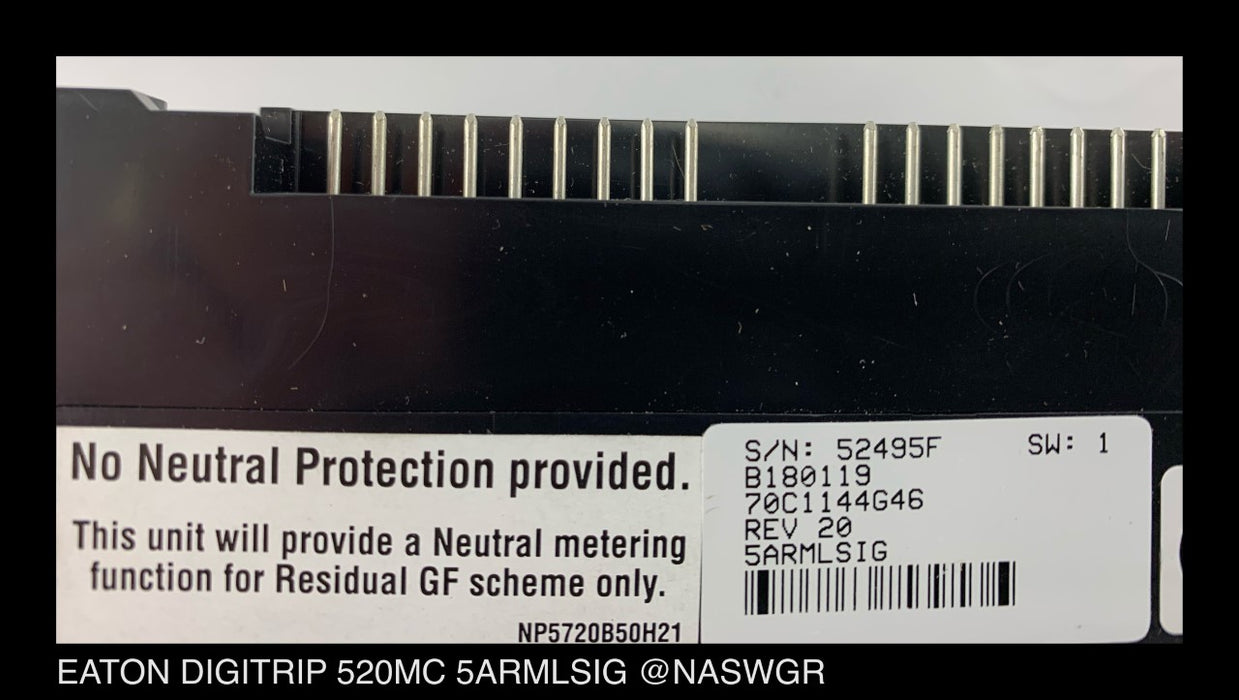 No Neutral Protection provided.
This unit will provide a Neutral metering
function for Residual GF scheme only.
NP5720B50H21
S/N: 52495F SW: 1
B180119
70C1144G46
REV 20
5ARMLSIG
EATON DIGITRIP 520MC 5ARMLSIG @NASWGR